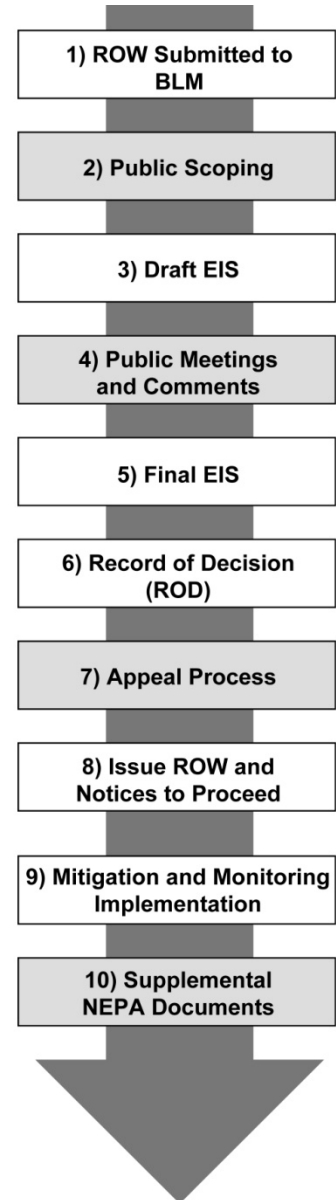 1) ROW Submitted to
BLM
2) Public Scoping
3) Draft EIS
4) Public Meetings
and Comments
5) Final EIS
6) Record of Decision
(ROD)
7) Appeal Process
8) Issue ROW and
Notices to Proceed
9) Mitigation and Monitoring
Implementation
10) Supplemental
NEPA Documents